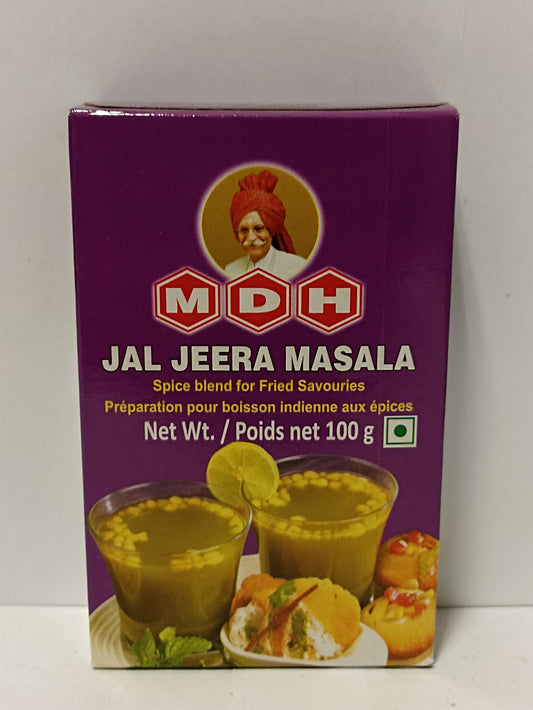 MDH
JAL JEERA MASALA
Spice blend for Fried Savouries
Préparation pour boisson indienne aux épices
Net Wt. / Poids net 100 g